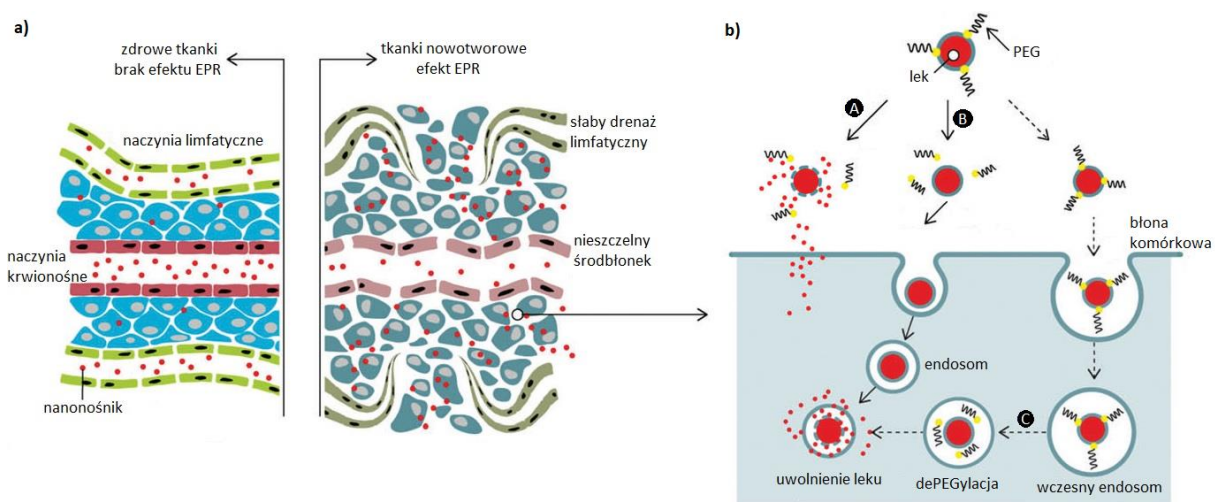 a)
zdrowe tkanki
brak efektu EPR
tkanki nowotworowe
efekt EPR
naczynia limfatyczne
słaby drenaż
limfatyczny
nieszczelny
środbłonek
naczynia
krwionośne
nanonośnik
b)
PEG
lek
A
B
błona
komórkowa
endosom
C
uwolnienie leku
dePEGylacja
wczesny endosom